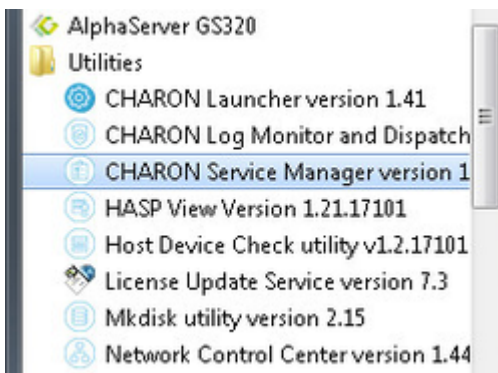 AlphaServer GS320
Utilities
CHARON Launcher version 1.41
CHARON Log Monitor and Dispatch
CHARON Service Manager version 1
HASP View Version 1.21.17101
Host Device Check utility v1.2.17101
License Update Service version 7.3
Mkdisk utility version 2.15
Network Control Center version 1.44